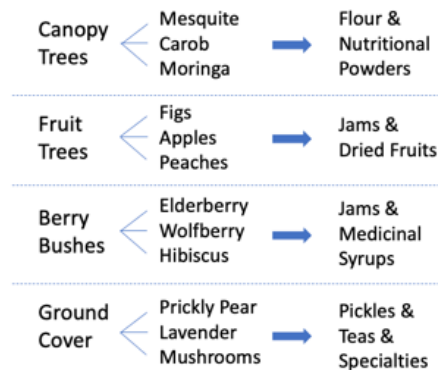 Canopy
Trees
Mesquite
Carob
Moringa
Flour &
Nutritional
Powders
Fruit
Trees
Figs
Apples
Peaches
Jams &
Dried Fruits
Berry
Bushes
Elderberry
Wolfberry
Hibiscus
Jams &
Medicinal
Syrups
Ground
Cover
Prickly Pear
Lavender
Mushrooms
Pickles &
Teas &
Specialties